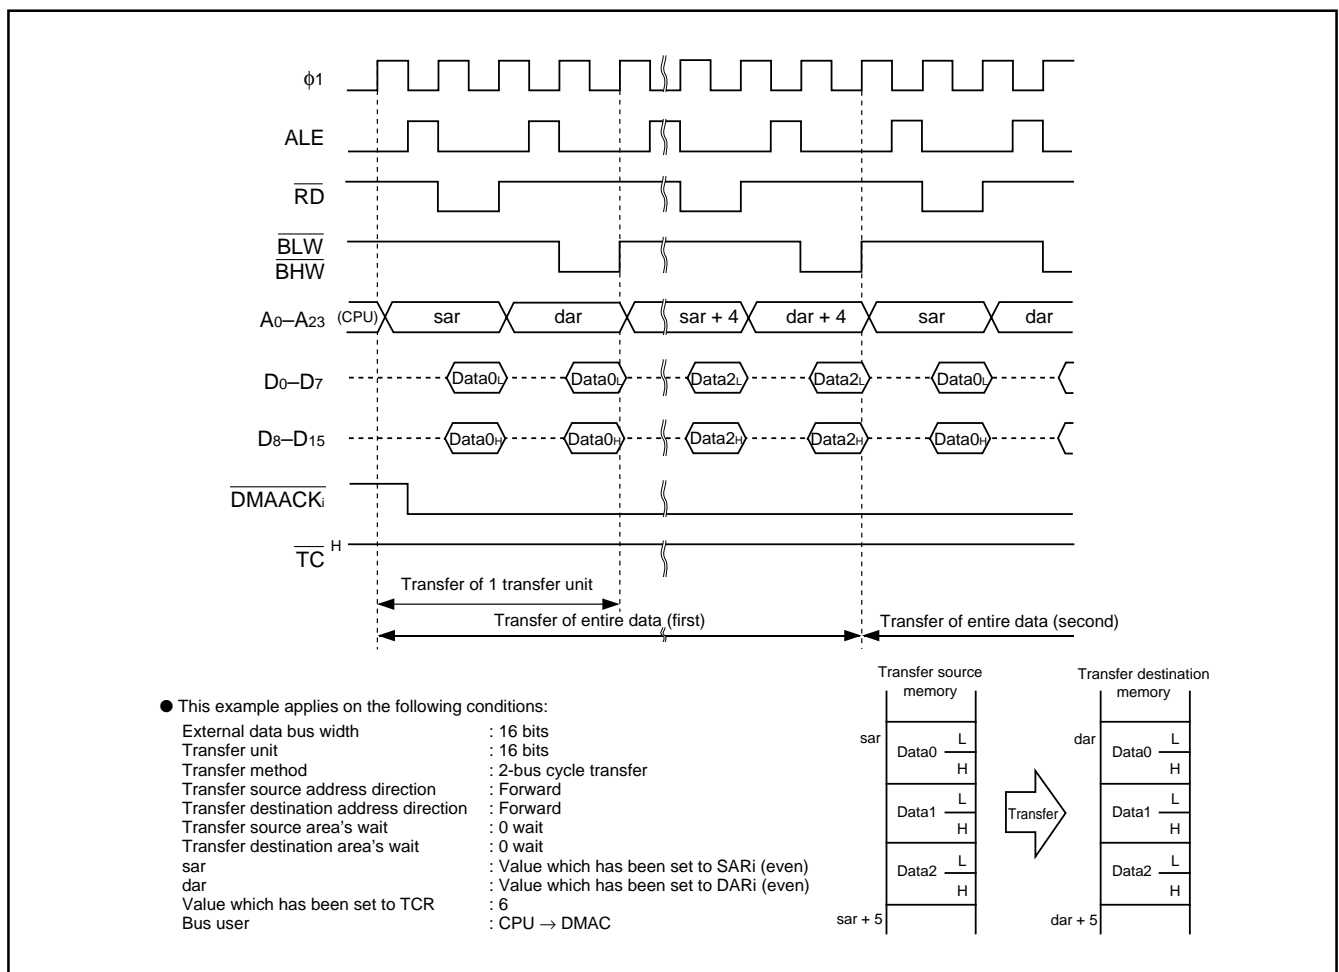 ϕ1
ALE
RD
BLW
BHW
A0–A23 (CPU) sar dar sar + 4 dar + 4 sar dar
D0–D7 Data0L Data0L Data2L Data2L Data0L
D8–D15 Data0H Data0H Data2H Data2H Data0H
DMAACKi
TC H
Transfer of 1 transfer unit
Transfer of entire data (first) Transfer of entire data (second)
● This example applies on the following conditions:
External data bus width : 16 bits
Transfer unit : 16 bits
Transfer method : 2-bus cycle transfer
Transfer source address direction : Forward
Transfer destination address direction : Forward
Transfer source area's wait : 0 wait
Transfer destination area's wait : 0 wait
sar : Value which has been set to SARi (even)
dar : Value which has been set to DARi (even)
Value which has been set to TCR : 6
Bus user : CPU → DMAC
Transfer source
memory
sar
Data0 L
H
Data1 L
H
Data2 L
H
sar + 5
Transfer
Transfer destination
memory
dar
Data0 L
H
Data1 L
H
Data2 L
H
dar + 5